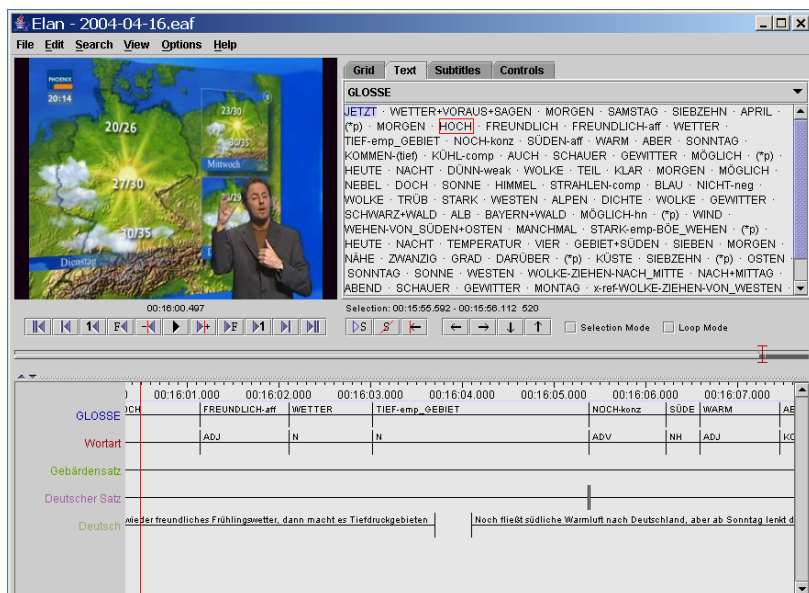 Elan - 2004-04-16.eaf
File Edit Search View Options Help
PHOENIX
20:14
20/26
23/30
30/35
Mittwoch
27/30
30/35
Dienstag
Grid Text Subtitles Controls
GLOSSE
JETZT · WETTER+VORAUS+SAGEN · MORGEN · SAMSTAG · SIEBZEHN · APRIL ·
(*p) · MORGEN · HOCH · FREUNDLICH · FREUNDLICH-aff · WETTER ·
TIEF-emp_GEBIET · NOCH-konz · SÜDEN-aff · WARM · ABER · SONNTAG ·
KOMMEN-(tief) · KÜHL-comp · AUCH · SCHAUER · GEWITTER · MÖGLICH · (*p) ·
HEUTE · NACHT · DÜNN-weak · WOLKE · TEIL · KLAR · MORGEN · MÖGLICH ·
NEBEL · DOCH · SONNE · HIMMEL · STRAHLEN-comp · BLAU · NICHT-neg ·
WOLKE · TRÜB · STARK · WESTEN · ALPEN · DICHTE · WOLKE · GEWITTER ·
SCHWARZ+WALD · ALB · BAYERN+WALD · MÖGLICH-hn · (*p) · WIND ·
WEHEN-VON_SÜDEN+OSTEN · MANCHMAL · STARK-emp-BÖE_WEHEN · (*p) ·
HEUTE · NACHT · TEMPERATUR · VIER · GEBIET+SÜDEN · SIEBEN · MORGEN ·
NÄHE · ZWANZIG · GRAD · DARÜBER · (*p) · KÜSTE · SIEBZEHN · (*p) · OSTEN ·
SONNTAG · SONNE · WESTEN · WOLKE-ZIEHEN-NACH_MITTE · NACH+MITTAG ·
ABEND · SCHAUER · GEWITTER · MONTAG · x-ref-WOLKE-ZIEHEN-VON_WESTEN ·
00:16:00.497
Selection: 00:15:55.592 - 00:15:56.112 520
1 F + F 1 S S Selection Mode Loop Mode
00:16:01.000 00:16:02.000 00:16:03.000 00:16:04.000 00:16:05.000 00:16:06.000 00:16:07.000
GLOSSE CH FREUNDLICH-aff WETTER TIEF-emp_GEBIET NOCH-konz SÜDE WARM AB
Wortart ADJ N N ADV NH ADJ KO
Gebärdensatz
Deutscher Satz
Deutsch wieder freundliches Frühlingswetter, dann macht es Tiefdruckgebieten Noch fließt südliche Warmluft nach Deutschland, aber ab Sonntag lenkt d